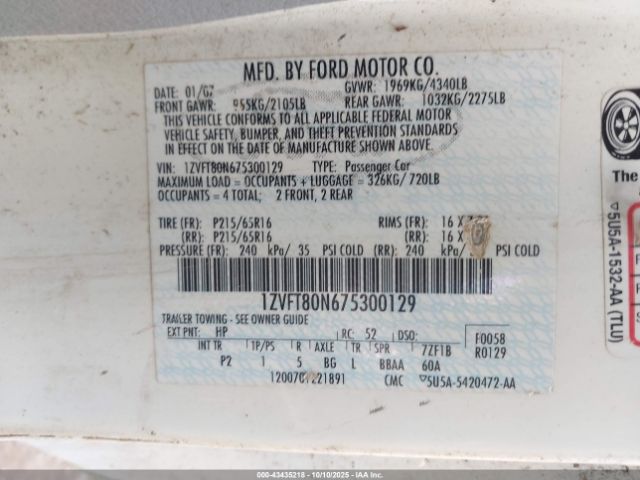 MFD. BY FORD MOTOR CO.
DATE: 01/07 GVWR: 1969KG/4340LB
FRONT GAWR: 955KG/2105LB REAR GAWR: 1032KG/2275LB
THIS VEHICLE CONFORMS TO ALL APPLICABLE FEDERAL MOTOR
VEHICLE SAFETY, BUMPER, AND THEFT PREVENTION STANDARDS
IN EFFECT ON THE DATE OF MANUFACTURE SHOWN ABOVE.
VIN: 1ZVFT80N675300129 TYPE: Passenger Car
MAXIMUM LOAD = OCCUPANTS + LUGGAGE = 326KG/720LB
OCCUPANTS = 4 TOTAL; 2 FRONT, 2 REAR
TIRE (FR): P215/65R16 RIMS (FR): 16 X
(RR): P215/65R16 (RR): 16 X
PRESSURE (FR): 240 kPa/ 35 PSI COLD (RR): 240 kPa/ PSI COLD
1ZVFT80N675300129
TRAILER TOWING - SEE OWNER GUIDE
EXT PNT: HP RC: 52 DSO: F0058
INT TR 1P/PS R AXLE TR SPR 7ZF1B R0129
P2 1 5 BG L BBAA 60A
CMC ▽5U5A-5420472-AA
The
▽5U5A-1532-AA (TLU)
000-43435218 - 10/10/2025 - IAAC.